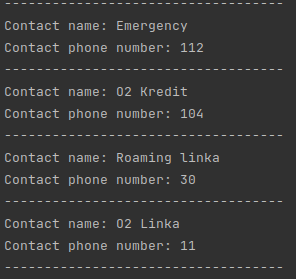 -----------------------------------
Contact name: Emergency
Contact phone number: 112
-----------------------------------
Contact name: O2 Kredit
Contact phone number: 104
-----------------------------------
Contact name: Roaming linka
Contact phone number: 30
-----------------------------------
Contact name: O2 Linka
Contact phone number: 11
-----------------------------------